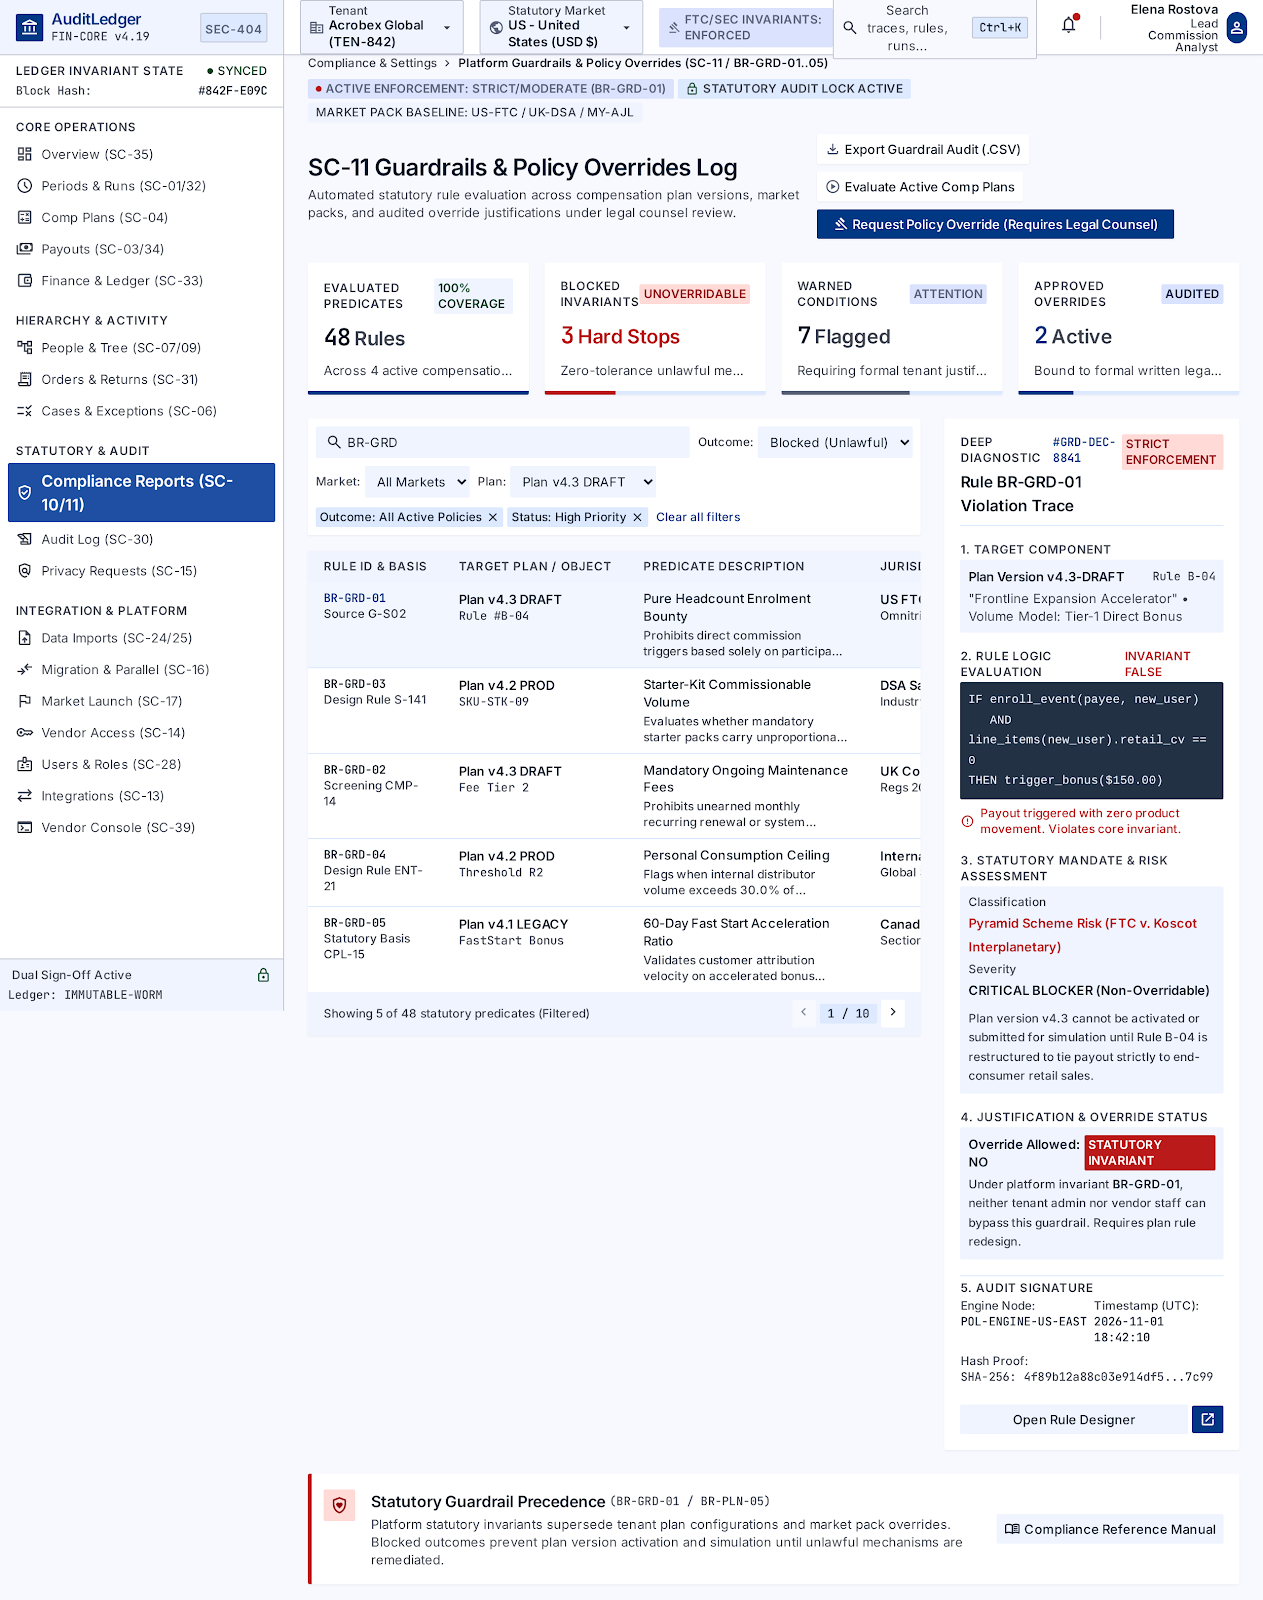 AuditLedger
FIN-CORE v4.19
SEC-404
Tenant
Acrobex Global
(TEN-842)
Statutory Market
US - United
States (USD $)
FTC/SEC INVARIANTS:
ENFORCED
Search
traces, rules,
runs...
Ctrl+K
Elena Rostova
Lead
Commission
Analyst
LEDGER INVARIANT STATE
SYNCED
Block Hash:
#842F-E09C
CORE OPERATIONS
Overview (SC-35)
Periods & Runs (SC-01/32)
Comp Plans (SC-04)
Payouts (SC-03/34)
Finance & Ledger (SC-33)
HIERARCHY & ACTIVITY
People & Tree (SC-07/09)
Orders & Returns (SC-31)
Cases & Exceptions (SC-06)
STATUTORY & AUDIT
Compliance Reports (SC-
10/11)
Audit Log (SC-30)
Privacy Requests (SC-15)
INTEGRATION & PLATFORM
Data Imports (SC-24/25)
Migration & Parallel (SC-16)
Market Launch (SC-17)
Vendor Access (SC-14)
Users & Roles (SC-28)
Integrations (SC-13)
Vendor Console (SC-39)
Dual Sign-Off Active
Ledger: IMMUTABLE-WORM
Compliance & Settings > Platform Guardrails & Policy Overrides (SC-11 / BR-GRD-01..05)
ACTIVE ENFORCEMENT: STRICT/MODERATE (BR-GRD-01)
STATUTORY AUDIT LOCK ACTIVE
MARKET PACK BASELINE: US-FTC / UK-DSA / MY-AJL
SC-11 Guardrails & Policy Overrides Log
Automated statutory rule evaluation across compensation plan versions, market
packs, and audited override justifications under legal counsel review.
Export Guardrail Audit (.CSV)
Evaluate Active Comp Plans
Request Policy Override (Requires Legal Counsel)
EVALUATED
PREDICATES
100%
COVERAGE
48 Rules
Across 4 active compensatio...
BLOCKED
INVARIANTS
UNOVERRIDABLE
3 Hard Stops
Zero-tolerance unlawful me...
WARNED
CONDITIONS
ATTENTION
7 Flagged
Requiring formal tenant justif...
APPROVED
OVERRIDES
AUDITED
2 Active
Bound to formal written lega...
BR-GRD
Outcome:
Blocked (Unlawful)
Market:
All Markets
Plan:
Plan v4.3 DRAFT
Outcome: All Active Policies ✕
Status: High Priority ✕
Clear all filters
RULE ID & BASIS
TARGET PLAN / OBJECT
PREDICATE DESCRIPTION
JURISD
BR-GRD-01
Source G-S02
Plan v4.3 DRAFT
Rule #B-04
Pure Headcount Enrolment
Bounty
Prohibits direct commission
triggers based solely on participa...
US FTC
Omnitri
BR-GRD-03
Design Rule S-141
Plan v4.2 PROD
SKU-STK-09
Starter-Kit Commissionable
Volume
Evaluates whether mandatory
starter packs carry unproportiona...
DSA Sa
Industr
BR-GRD-02
Screening CMP-
14
Plan v4.3 DRAFT
Fee Tier 2
Mandatory Ongoing Maintenance
Fees
Prohibits unearned monthly
recurring renewal or system...
UK Co
Regs 20
BR-GRD-04
Design Rule ENT-
21
Plan v4.2 PROD
Threshold R2
Personal Consumption Ceiling
Flags when internal distributor
volume exceeds 30.0% of...
Interna
Global
BR-GRD-05
Statutory Basis
CPL-15
Plan v4.1 LEGACY
FastStart Bonus
60-Day Fast Start Acceleration
Ratio
Validates customer attribution
velocity on accelerated bonus...
Canad
Section
Showing 5 of 48 statutory predicates (Filtered)
1 / 10
DEEP
DIAGNOSTIC
#GRD-DEC-
8841
STRICT
ENFORCEMENT
Rule BR-GRD-01
Violation Trace
1. TARGET COMPONENT
Plan Version v4.3-DRAFT
Rule B-04
"Frontline Expansion Accelerator" •
Volume Model: Tier-1 Direct Bonus
2. RULE LOGIC
EVALUATION
INVARIANT
FALSE
IF enroll_event(payee, new_user)
AND
line_items(new_user).retail_cv ==
0
THEN trigger_bonus($150.00)
Payout triggered with zero product
movement. Violates core invariant.
3. STATUTORY MANDATE & RISK
ASSESSMENT
Classification
Pyramid Scheme Risk (FTC v. Koscot
Interplanetary)
Severity
CRITICAL BLOCKER (Non-Overridable)
Plan version v4.3 cannot be activated or
submitted for simulation until Rule B-04 is
restructured to tie payout strictly to end-
consumer retail sales.
4. JUSTIFICATION & OVERRIDE STATUS
Override Allowed:
NO
STATUTORY
INVARIANT
Under platform invariant BR-GRD-01,
neither tenant admin nor vendor staff can
bypass this guardrail. Requires plan rule
redesign.
5. AUDIT SIGNATURE
Engine Node:
POL-ENGINE-US-EAST
Timestamp (UTC):
2026-11-01
18:42:10
Hash Proof:
SHA-256: 4f89b12a88c03e914df5...7c99
Open Rule Designer
Statutory Guardrail Precedence (BR-GRD-01 / BR-PLN-05)
Platform statutory invariants supersede tenant plan configurations and market pack overrides.
Blocked outcomes prevent plan version activation and simulation until unlawful mechanisms are
remediated.
Compliance Reference Manual